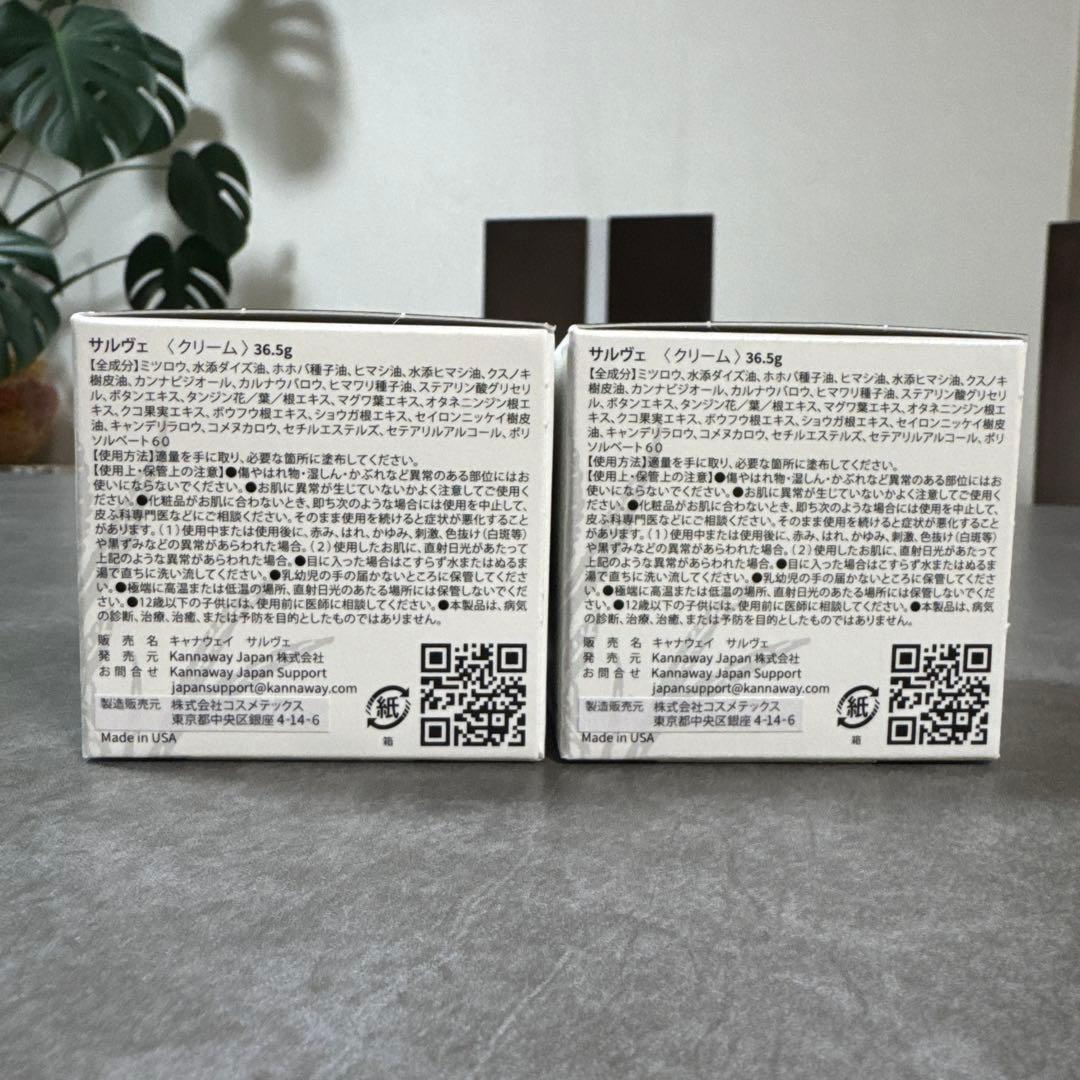 サルヴェ 〈クリーム〉36.5g
【全成分】ミツロウ、水添ダイズ油、ホホバ種子油、ヒマシ油、水添ヒマシ油、クスノキ
樹皮油、カンナビジオール、カルナウバロウ、ヒマワリ種子油、ステアリン酸グリセリ
ル、ボタンエキス、タンジン花／葉／根エキス、マグワ葉エキス、オタネニンジン根エ
キス、クコ果実エキス、ボウフウ根エキス、ショウガ根エキス、セイロンニッケイ樹皮
油、キャンデリラロウ、コメヌカロウ、セチルエステルズ、セテアリルアルコール、ポリ
ソルベート60
【使用方法】適量を手に取り、必要な箇所に塗布してください。
【使用上・保管上の注意】●傷やはれ物・湿しん・かぶれなど異常のある部位にはお
使いにならないでください。●お肌に異常が生じていないかよく注意してご使用くだ
さい。●化粧品がお肌に合わないとき、即ち次のような場合には使用を中止して、
皮ふ科専門医などにご相談ください。そのまま使用を続けると症状が悪化すること
があります。（1）使用中または使用後に、赤み、はれ、かゆみ、刺激、色抜け（白斑等）
や黒ずみなどの異常があらわれた場合。（2）使用したお肌に、直射日光があたって
上記のような異常があらわれた場合。●目に入った場合はこすらず水またはぬるま
湯で直ちに洗い流してください。●乳幼児の手の届かないところに保管してください。
●極端に高温または低温の場所、直射日光のあたる場所には保管しないでくださ
い。●12歳以下の子供には、使用前に医師に相談してください。●本製品は、病気
の診断、治療、治癒、または予防を目的としたものではありません。
販売名 キャナウェイ サルヴェ
発売元 Kannaway Japan 株式会社
お問合せ Kannaway Japan Support
japansupport@kannaway.com
製造販売元 株式会社コスメテックス
東京都中央区銀座 4-14-6
Made in USA
紙
箱
サルヴェ 〈クリーム〉36.5g
【全成分】ミツロウ、水添ダイズ油、ホホバ種子油、ヒマシ油、水添ヒマシ油、クスノキ
樹皮油、カンナビジオール、カルナウバロウ、ヒマワリ種子油、ステアリン酸グリセリ
ル、ボタンエキス、タンジン花／葉／根エキス、マグワ葉エキス、オタネニンジン根エ
キス、クコ果実エキス、ボウフウ根エキス、ショウガ根エキス、セイロンニッケイ樹皮
油、キャンデリラロウ、コメヌカロウ、セチルエステルズ、セテアリルアルコール、ポリ
ソルベート60
【使用方法】適量を手に取り、必要な箇所に塗布してください。
【使用上・保管上の注意】●傷やはれ物・湿しん・かぶれなど異常のある部位にはお
使いにならないでください。●お肌に異常が生じていないかよく注意してご使用くだ
さい。●化粧品がお肌に合わないとき、即ち次のような場合には使用を中止して、
皮ふ科専門医などにご相談ください。そのまま使用を続けると症状が悪化すること
があります。（1）使用中または使用後に、赤み、はれ、かゆみ、刺激、色抜け（白斑等）
や黒ずみなどの異常があらわれた場合。（2）使用したお肌に、直射日光があたって
上記のような異常があらわれた場合。●目に入った場合はこすらず水またはぬるま
湯で直ちに洗い流してください。●乳幼児の手の届かないところに保管してください。
●極端に高温または低温の場所、直射日光のあたる場所には保管しないでくださ
い。●12歳以下の子供には、使用前に医師に相談してください。●本製品は、病気
の診断、治療、治癒、または予防を目的としたものではありません。
販売名 キャナウェイ サルヴェ
発売元 Kannaway Japan 株式会社
お問合せ Kannaway Japan Support
japansupport@kannaway.com
製造販売元 株式会社コスメテックス
東京都中央区銀座 4-14-6
Made in USA
紙
箱